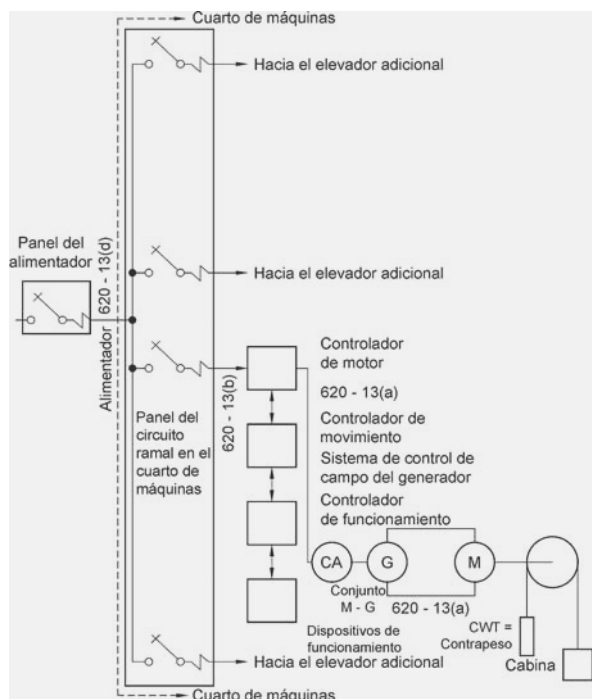 Cuarto de máquinas
Hacia el elevador adicional
Panel del
alimentador
620 - 13(d)
Alimentador
Hacia el elevador adicional
Panel del
circuito
ramal en el
cuarto de
máquinas
620 - 13(b)
Controlador
de motor
620 - 13(a)
Controlador de
movimiento
Sistema de control de
campo del generador
Controlador
de funcionamiento
CA
G
M
Conjunto
M - G
620 - 13(a)
Dispositivos de
funcionamiento
CWT =
Contrapeso
Cabina
Hacia el elevador adicional
Cuarto de máquinas